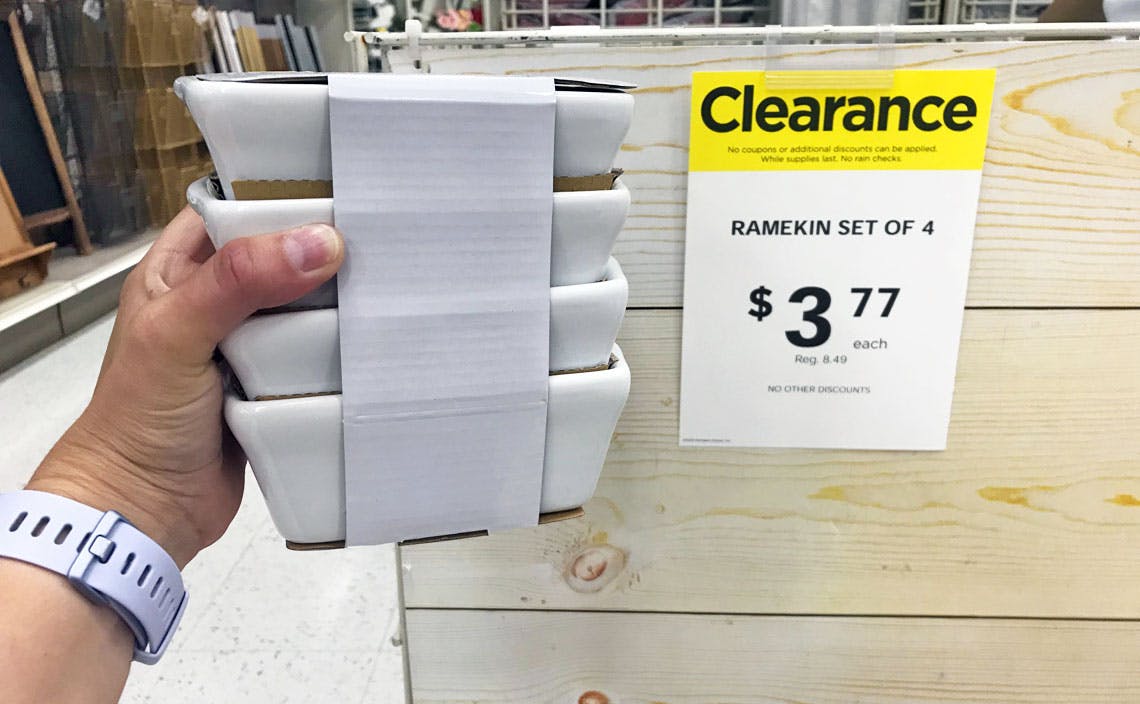 Clearance
No coupons or additional discounts can be applied.
While supplies last. No rain checks.
RAMEKIN SET OF 4
$ 3 77
each
Reg. 8.49
NO OTHER DISCOUNTS